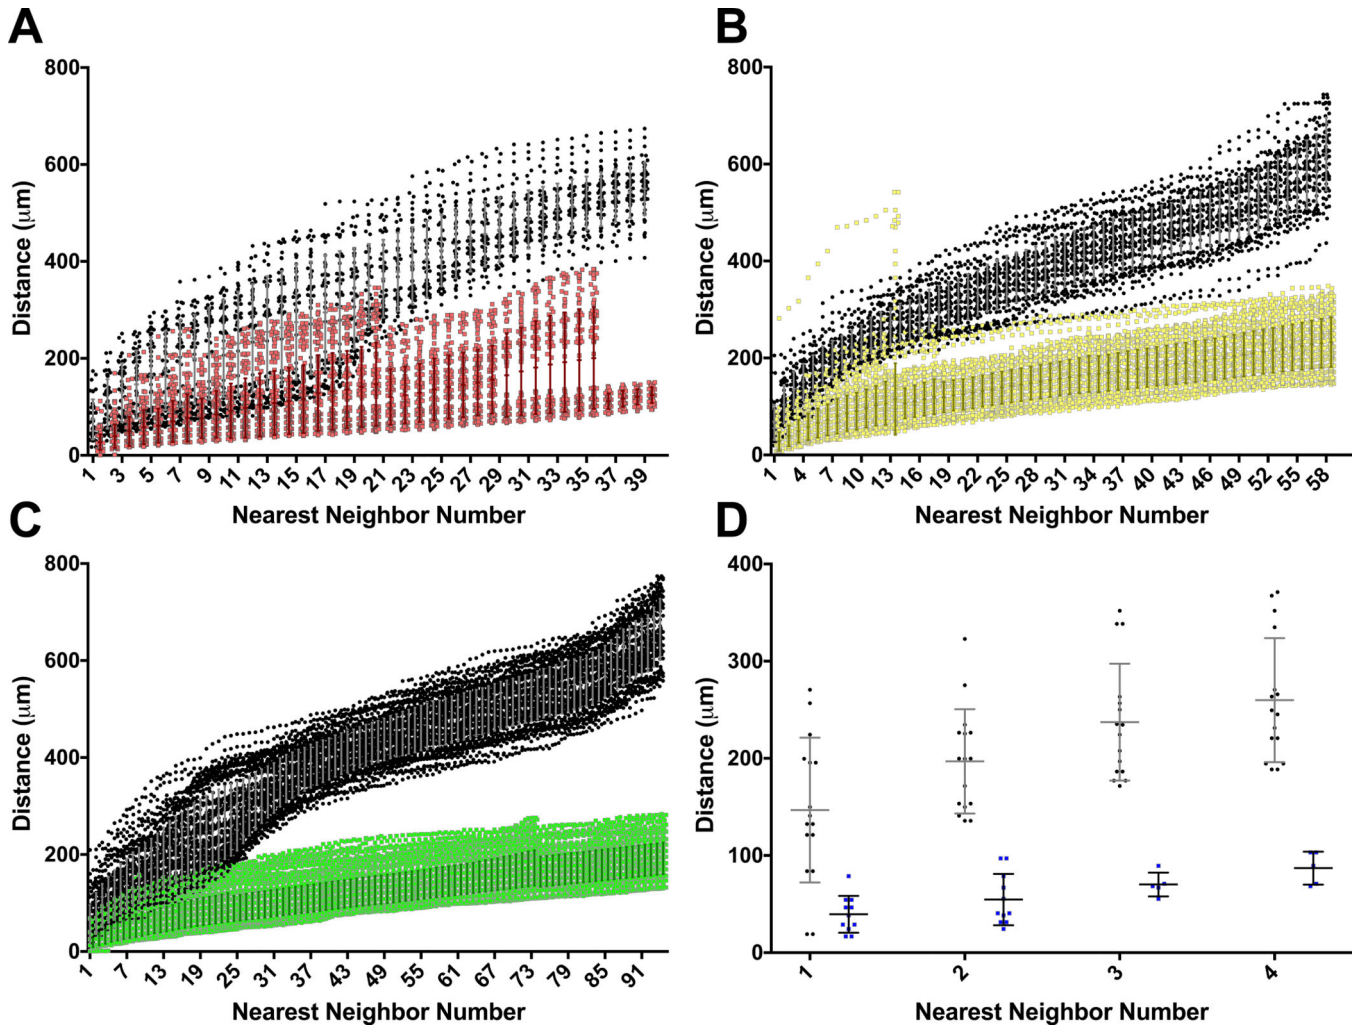 A
800
600
400
200
0
Distance (μm)
1 3 5 7 9 11 13 15 17 19 21 23 25 27 29 31 33 35 37 39
Nearest Neighbor Number
B
800
600
400
200
0
Distance (μm)
1 4 7 10 13 16 19 22 25 28 31 34 37 40 43 46 49 52 55 58
Nearest Neighbor Number
C
800
600
400
200
0
Distance (μm)
1 7 13 19 25 31 37 43 49 55 61 67 73 79 85 91
Nearest Neighbor Number
D
400
300
200
100
0
Distance (μm)
1 2 3 4
Nearest Neighbor Number